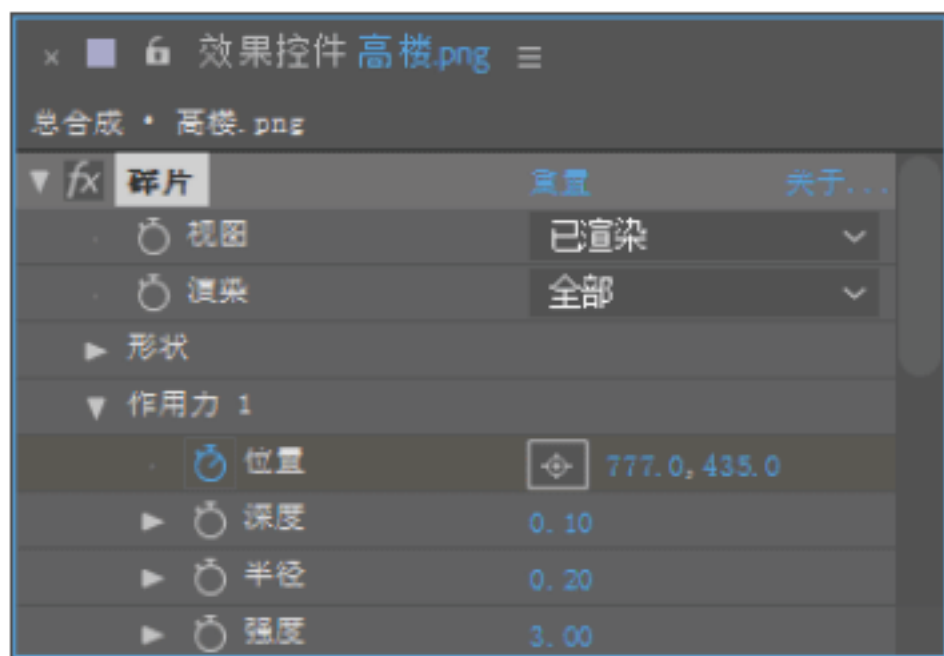 × 效果控件 高楼.png ≡
总合成 • 高楼.png
fx 碎片 重置 关于...
视图 已渲染
渲染 全部
形状
作用力 1
位置 777.0,435.0
深度 0.10
半径 0.20
强度 3.00